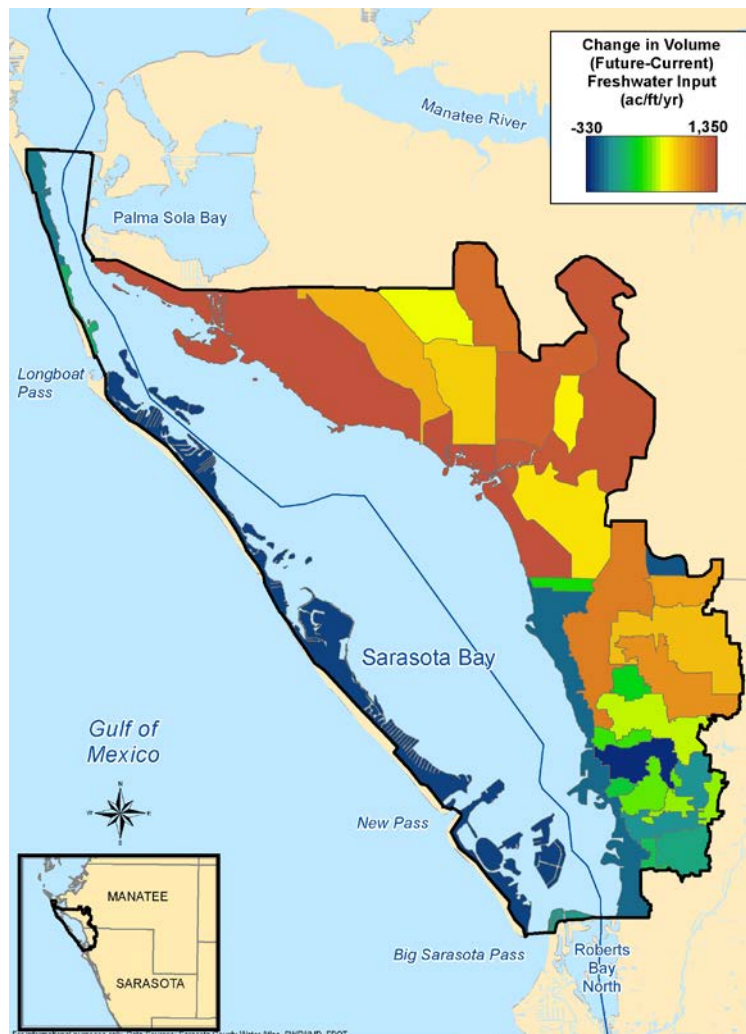 Change in Volume
(Future-Current)
Freshwater Input
(ac/ft/yr)
-330 1,350
Manatee River
Palma Sola Bay
Longboat
Pass
Sarasota Bay
Gulf of
Mexico
N
W E
S
New Pass
MANATEE
SARASOTA
Big Sarasota Pass
Roberts
Bay
North